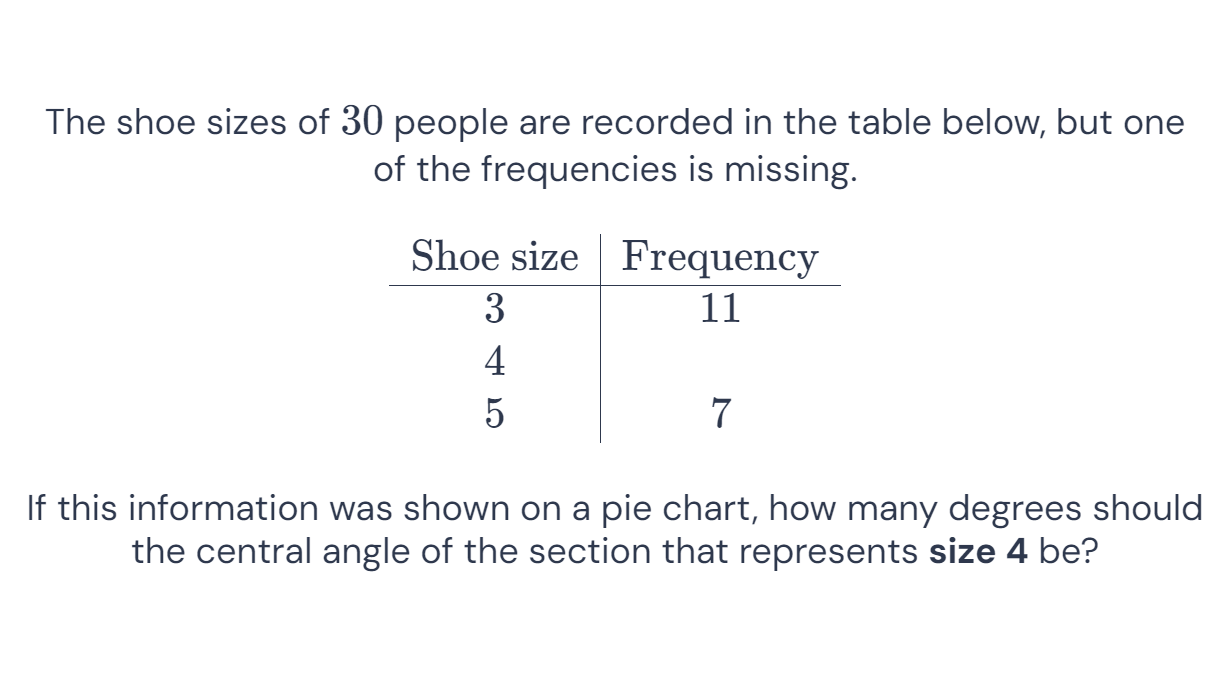 The shoe sizes of 30 people are recorded in the table below, but one
of the frequencies is missing.
Shoe size Frequency
3 11
4
5 7
If this information was shown on a pie chart, how many degrees should
the central angle of the section that represents size 4 be?